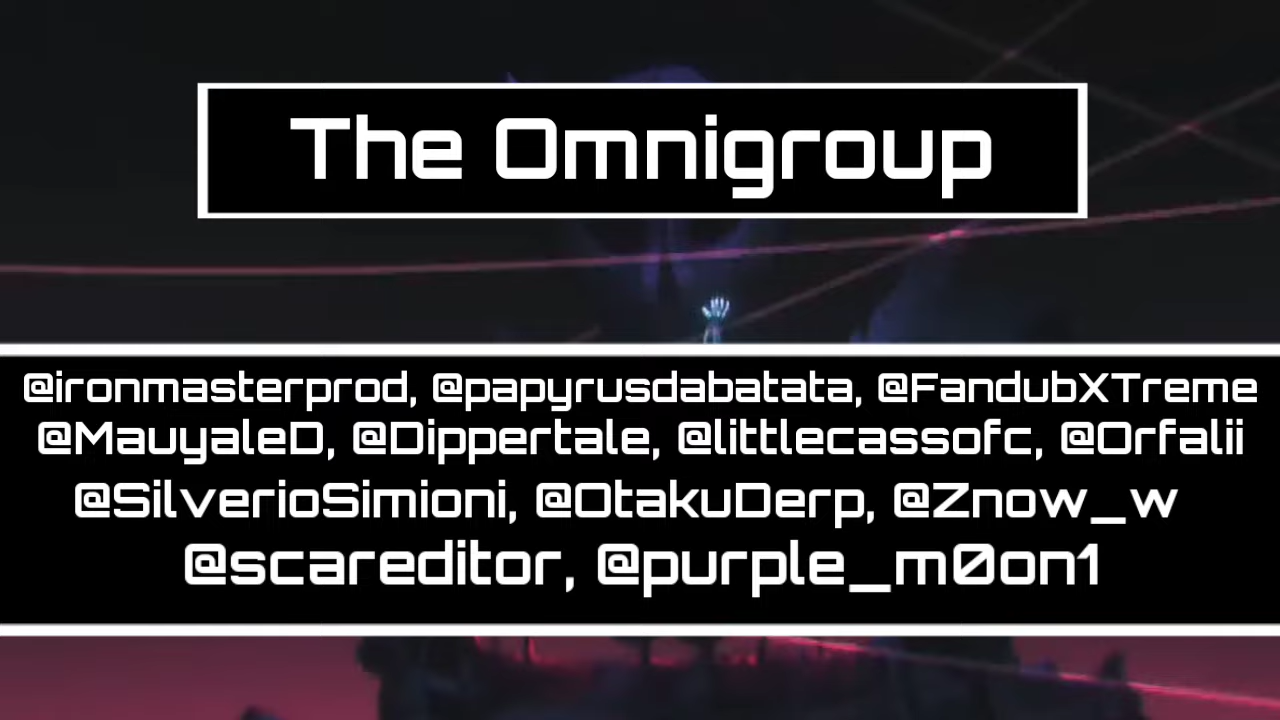 The Omnigroup
@ironmasterprod, @papyrusdabatata, @FandubXTreme
@MauyaleD, @Dippertale, @littlecassofc, @Orfalii
@SilverioSimioni, @OtakuDerp, @Znow_w
@scareditor, @purple_m0on1